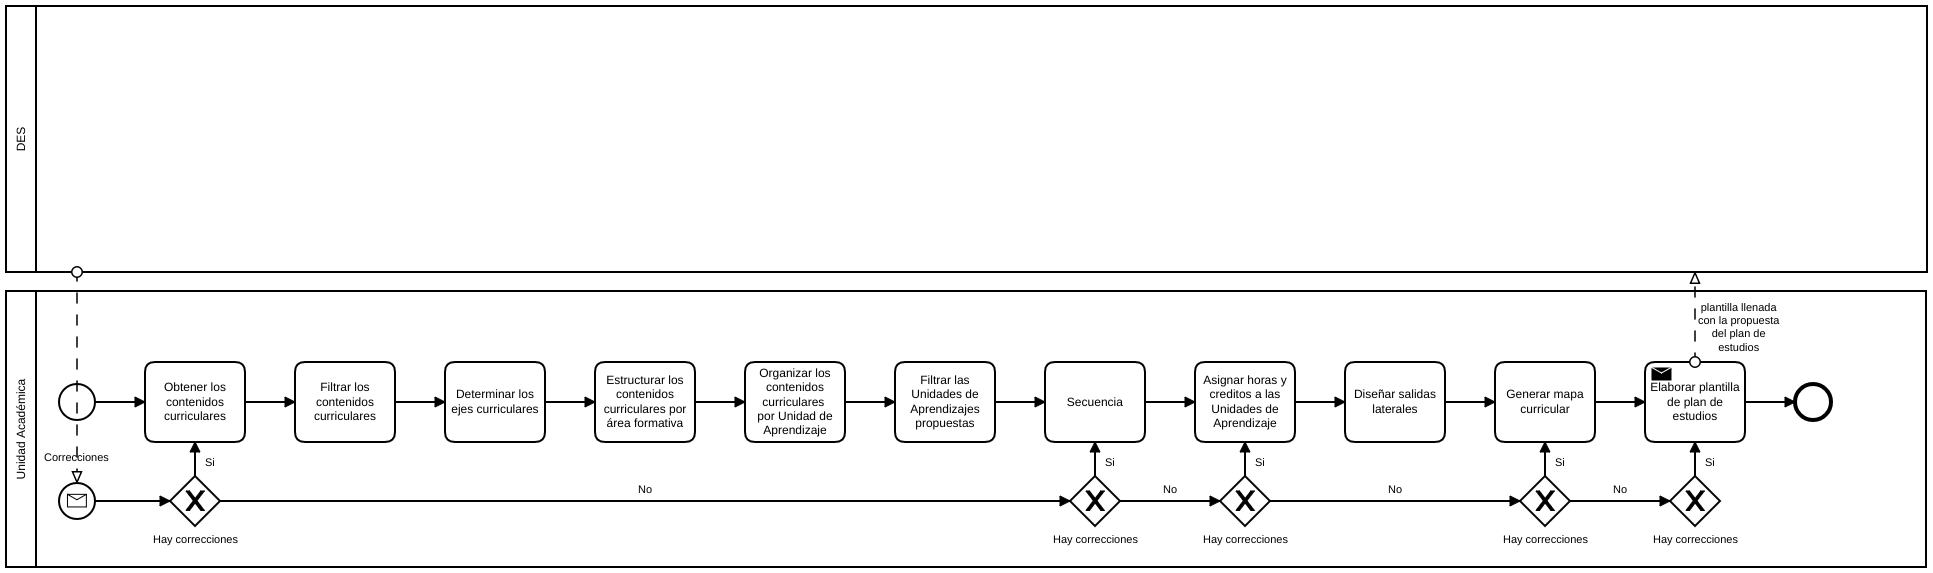 DES
Unidad Académica
plantilla llenada
con la propuesta
del plan de
estudios
Obtener los
contenidos
curriculares
Filtrar los
contenidos
curriculares
Determinar los
ejes curriculares
Estructurar los
contenidos
curriculares por
área formativa
Organizar los
contenidos
curriculares
por Unidad de
Aprendizaje
Filtrar las
Unidades de
Aprendizajes
propuestas
Secuencia
Asignar horas y
creditos a las
Unidades de
Aprendizaje
Diseñar salidas
laterales
Generar mapa
curricular
Elaborar plantilla
de plan de
estudios
Correcciones
Si
Si
Si
Si
Si
No
No
No
No
Hay correcciones
Hay correcciones
Hay correcciones
Hay correcciones
Hay correcciones